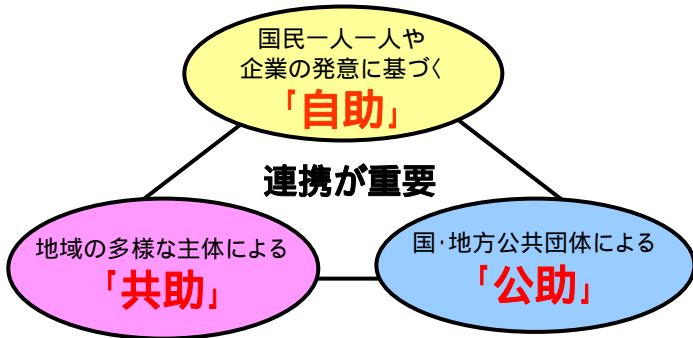 国民一人一人や
企業の発意に基づく
「自助」
連携が重要
地域の多様な主体による
「共助」
国・地方公共団体による
「公助」